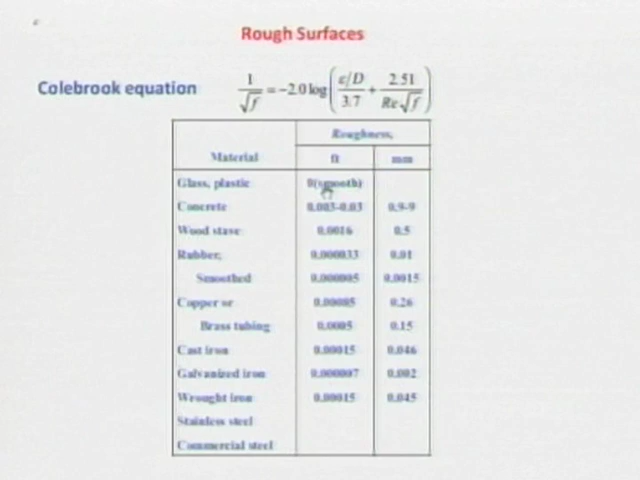 Rough Surfaces
Colebrook equation 1/√f = -2.0 log( (ε/D)/3.7 + 2.51/(Re√f) )
Roughness,
Material ft mm
Glass, plastic 0(smooth)
Concrete 0.003-0.03 0.9-9
Wood stave 0.0016 0.5
Rubber, 0.000033 0.01
Smoothed 0.000005 0.0015
Copper or 0.00085 0.26
Brass tubing 0.0005 0.15
Cast iron 0.00015 0.046
Galvanized iron 0.000007 0.002
Wrought iron 0.00015 0.045
Stainless steel
Commercial steel